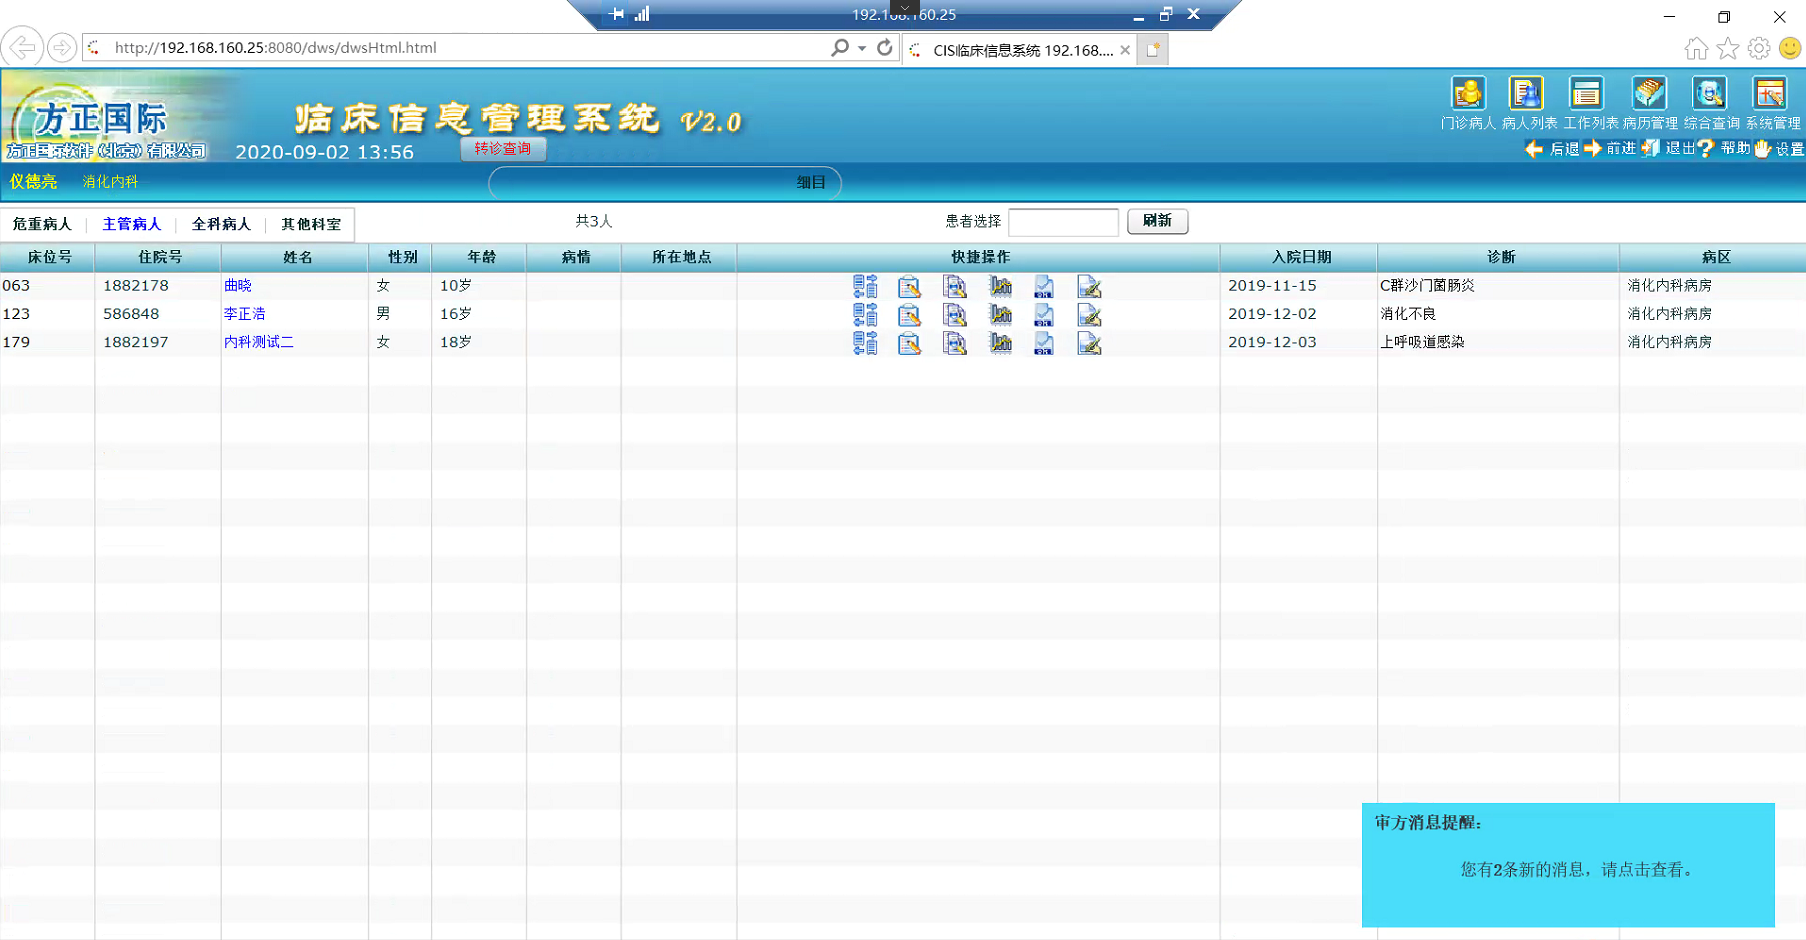 192.168.160.25
http://192.168.160.25:8080/dws/dwsHtml.html
CIS临床信息系统 192.168....
方正国际
方正国际软件(北京)有限公司
临床信息管理系统 V2.0
2020-09-02 13:56
转诊查询
门诊病人 病人列表 工作列表 病历管理 综合查询 系统管理
后退 前进 退出 帮助 设置
仪德亮 消化内科
细目
危重病人 主管病人 全科病人 其他科室
共3人
患者选择 刷新
床位号 住院号 姓名 性别 年龄 病情 所在地点 快捷操作 入院日期 诊断 病区
063 1882178 曲晓 女 10岁 2019-11-15 C群沙门菌肠炎 消化内科病房
123 586848 李正浩 男 16岁 2019-12-02 消化不良 消化内科病房
179 1882197 内科测试二 女 18岁 2019-12-03 上呼吸道感染 消化内科病房
审方消息提醒:
您有2条新的消息，请点击查看。